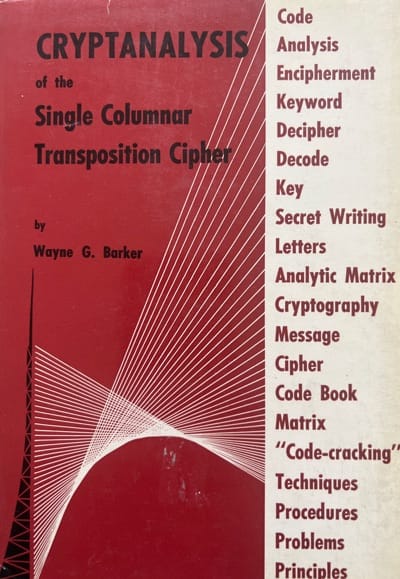 CRYPTANALYSIS
of the
Single Columnar
Transposition Cipher
by
Wayne G. Barker
Code
Analysis
Encipherment
Keyword
Decipher
Decode
Key
Secret Writing
Letters
Analytic Matrix
Cryptography
Message
Cipher
Code Book
Matrix
"Code-cracking"
Techniques
Procedures
Problems
Principles